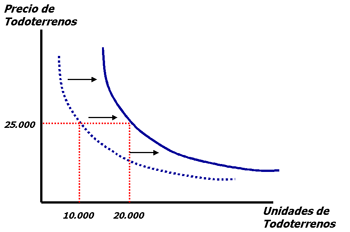 Precio de
Todoterrenos
25.000
10.000
20.000
Unidades de
Todoterrenos